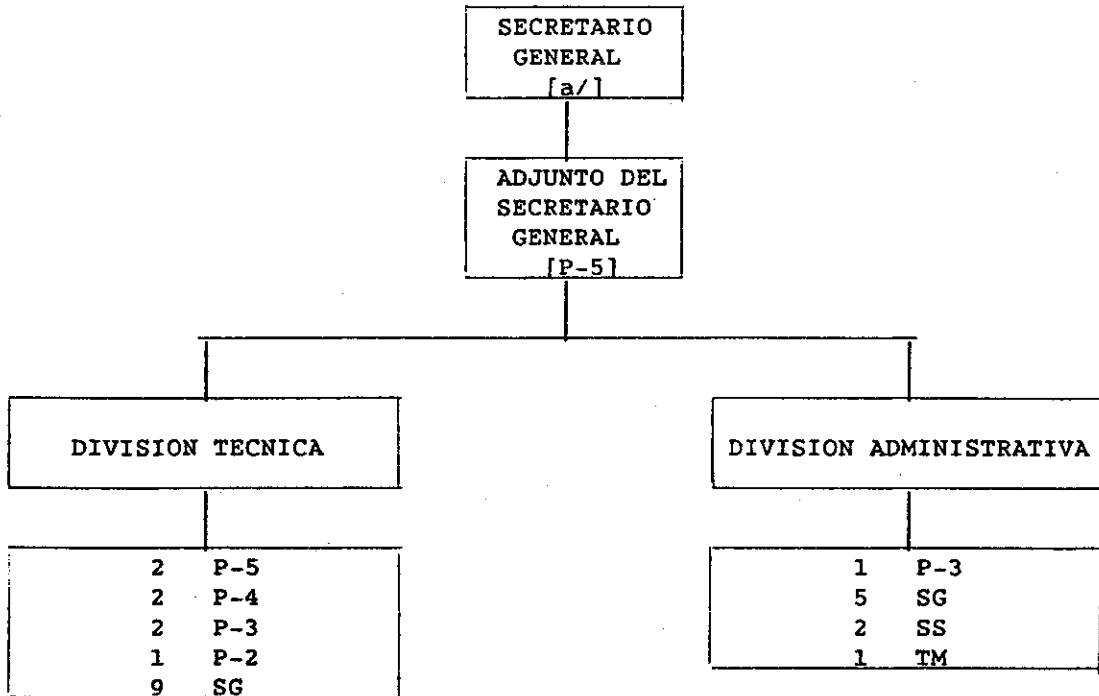 SECRETARIO
GENERAL
[a/]
ADJUNTO DEL
SECRETARIO
GENERAL
[P-5]
DIVISION TECNICA
DIVISION ADMINISTRATIVA
2 P-5
2 P-4
2 P-3
1 P-2
9 SG
1 P-3
5 SG
2 SS
1 TM